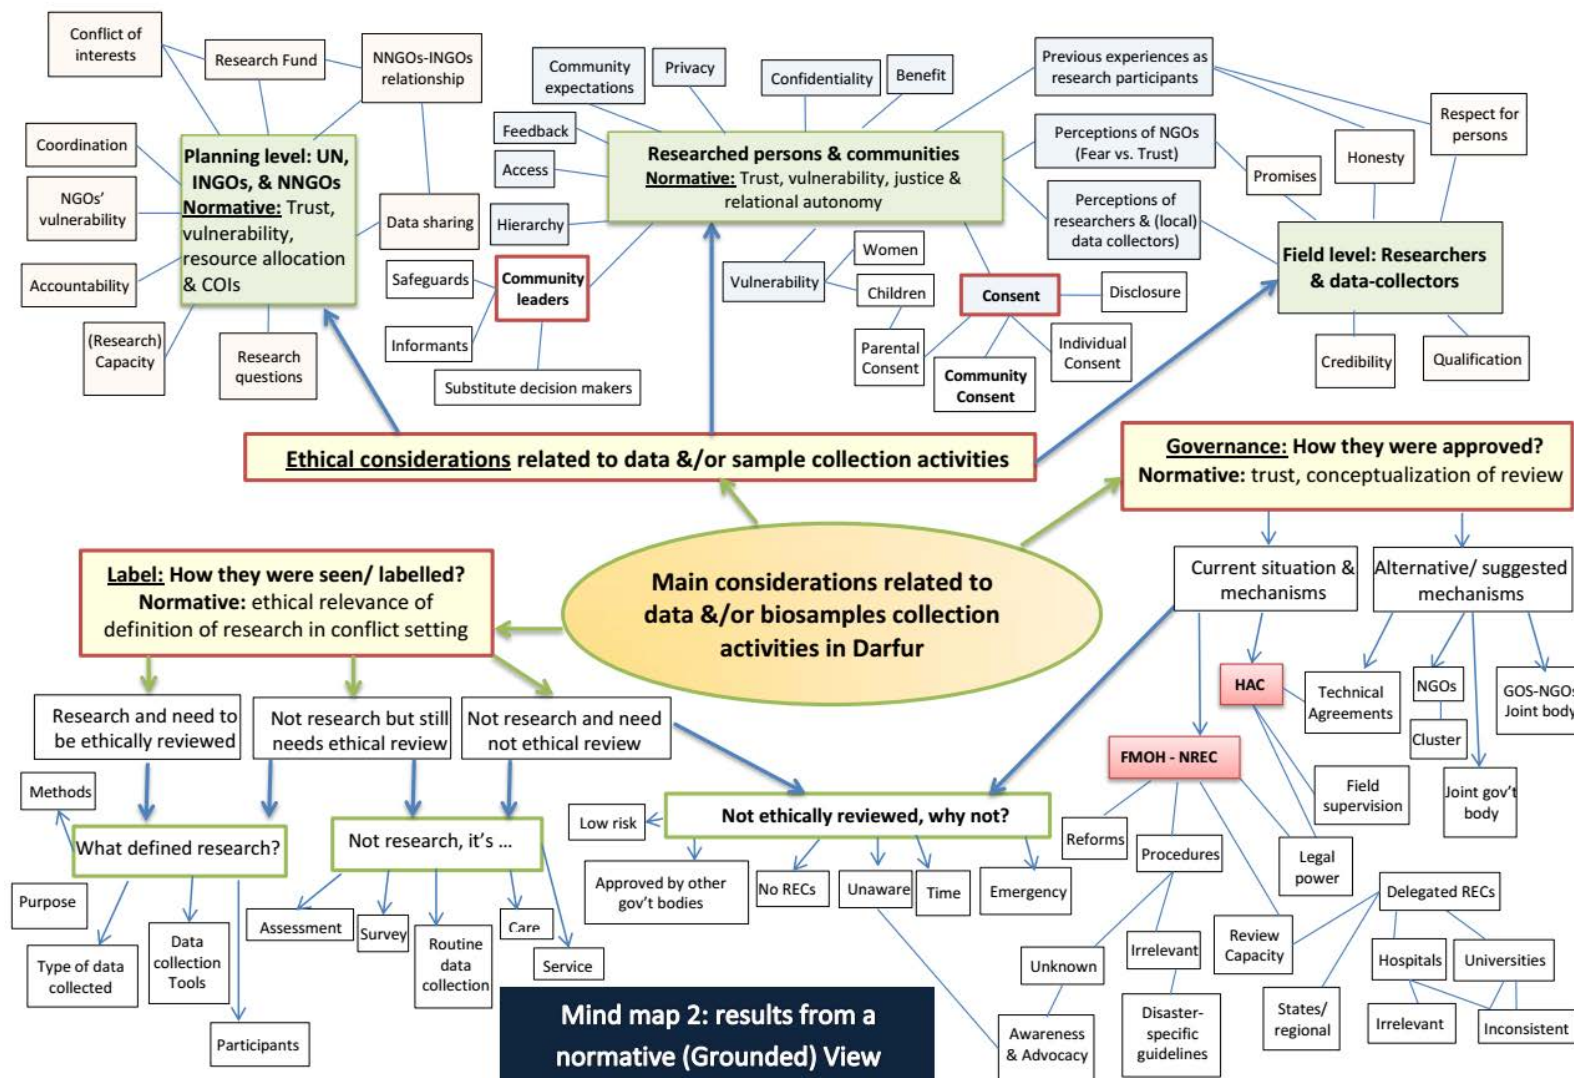 Conflict of
interests
Research Fund
NNGOs-INGOs
relationship
Coordination
NGOs'
vulnerability
Accountability
(Research)
Capacity
Research
questions
Data sharing
Planning level: UN,
INGOs, & NNGOs
Normative: Trust,
vulnerability,
resource allocation
& COIs
Community
expectations
Privacy
Confidentiality
Benefit
Previous experiences as
research participants
Feedback
Access
Hierarchy
Researched persons & communities
Normative: Trust, vulnerability, justice &
relational autonomy
Perceptions of NGOs
(Fear vs. Trust)
Perceptions of
researchers & (local)
data collectors)
Respect for
persons
Honesty
Promises
Field level: Researchers
& data-collectors
Credibility
Qualification
Safeguards
Community
leaders
Informants
Substitute decision makers
Vulnerability
Women
Children
Parental
Consent
Consent
Disclosure
Community
Consent
Individual
Consent
Ethical considerations related to data &/or sample collection activities
Governance: How they were approved?
Normative: trust, conceptualization of review
Label: How they were seen/ labelled?
Normative: ethical relevance of
definition of research in conflict setting
Main considerations related to
data &/or biosamples collection
activities in Darfur
Current situation &
mechanisms
Alternative/ suggested
mechanisms
HAC
Technical
Agreements
NGOs
Cluster
GOS-NGOs
Joint body
Joint gov't
body
FMOH - NREC
Field
supervision
Legal
power
Reforms
Procedures
Unknown
Irrelevant
Awareness
& Advocacy
Disaster-
specific
guidelines
Review
Capacity
Delegated RECs
States/
regional
Hospitals
Universities
Irrelevant
Inconsistent
Research and need to
be ethically reviewed
Not research but still
needs ethical review
Not research and need
not ethical review
Methods
What defined research?
Purpose
Type of data
collected
Data
collection
Tools
Participants
Not research, it's ...
Assessment
Survey
Routine
data
collection
Care
Service
Not ethically reviewed, why not?
Low risk
Approved by other
gov't bodies
No RECs
Unaware
Time
Emergency
Mind map 2: results from a
normative (Grounded) View